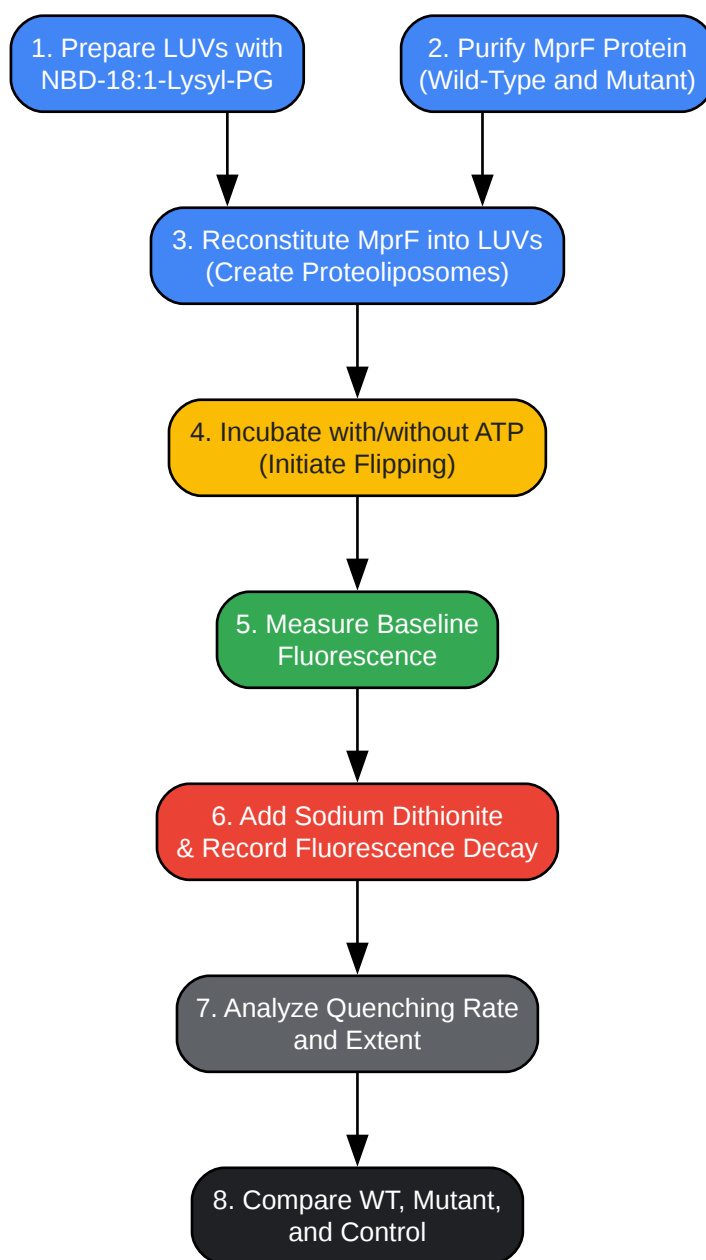 1. Prepare LUVs with
NBD-18:1-Lysyl-PG
2. Purify MprF Protein
(Wild-Type and Mutant)
3. Reconstitute MprF into LUVs
(Create Proteoliposomes)
4. Incubate with/without ATP
(Initiate Flipping)
5. Measure Baseline
Fluorescence
6. Add Sodium Dithionite
& Record Fluorescence Decay
7. Analyze Quenching Rate
and Extent
8. Compare WT, Mutant,
and Control